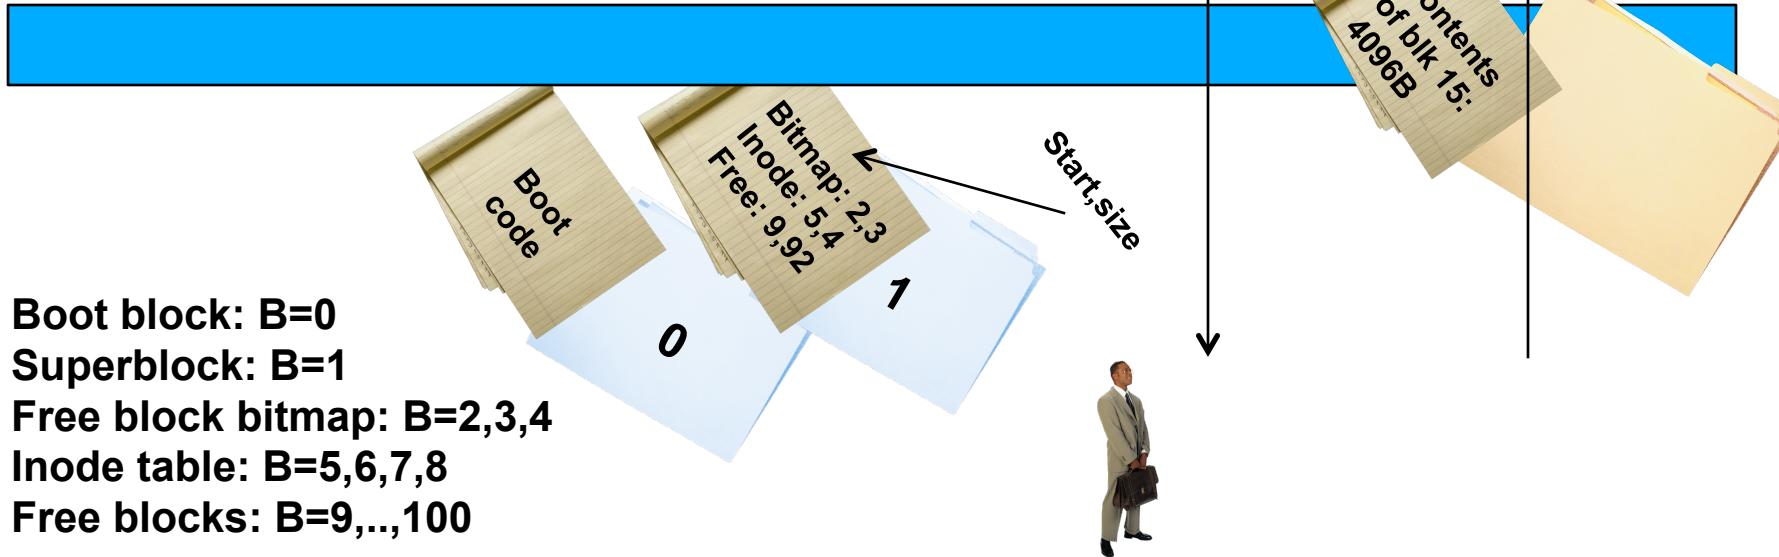 ontents
of blk 15:
4096B
Boot
code
Bitmap: 2,3
Inode: 5,4
Free: 9,92
Start,size
0
1
Boot block: B=0
Superblock: B=1
Free block bitmap: B=2,3,4
Inode table: B=5,6,7,8
Free blocks: B=9,..,100